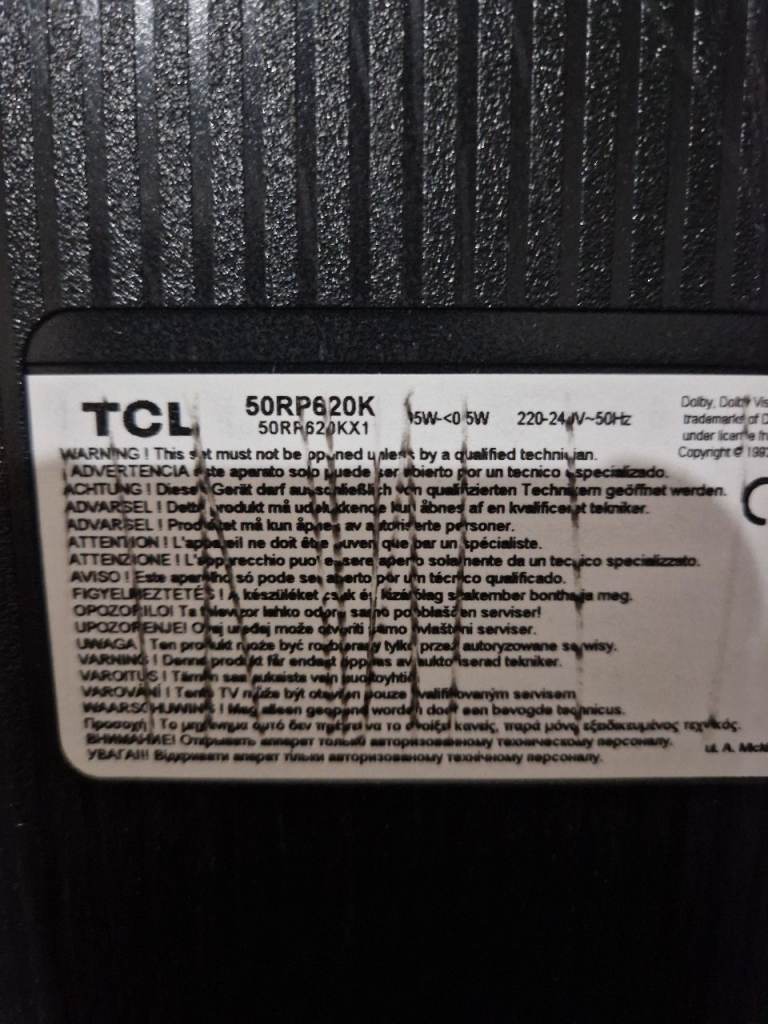 TCL
50RP620K
50RP620KX1
5W-<0.5W
220-240V~50Hz
Dolby, Dolby Vis
trademarks of D
under license fr
Copyright © 199
WARNING ! This set must not be opened unless by a qualified technician.
ADVERTENCIA este aparato solo puede ser abierto por un tecnico especializado.
ACHTUNG ! Dieses Gerät darf ausschließlich von qualifizierten Technikern geöffnet werden.
ADVARSEL ! Dette produkt må udelukkende kun åbnes af en kvalificeret tekniker.
ADVARSEL ! Produktet må kun åpnes av autoriserte personer.
ATTENTION ! L'appareil ne doit être ouvert que par un spécialiste.
ATTENZIONE ! L'apparecchio puo' essere aperto solamente da un tecnico specializzato.
AVISO ! Este aparelho só pode ser aberto por um técnico qualificado.
FIGYELMEZTETÉS ! A készüléket csak és kizárólag szakember bonthatja meg.
OPOZORILO! Ta televizor lahko odpre samo pooblaščen serviser!
UPOZORENJE! Ovaj uređaj može otvoriti samo ovlašteni serviser.
UWAGA ! Ten produkt może być rozbierany tylko przez autoryzowane serwisy.
VARNING ! Denna produkt får endast öppnas av auktoriserad tekniker.
VAROITUS ! Tämän saa aukaista vain huoltoyhtiö
VAROVÁNÍ ! Tento TV může být otevřen pouze kvalifikovaným servisem
WAARSCHUWING ! Mag alleen geopend worden door een bevoegde technicus.
Προσοχή ! Το μηχάνημα αυτό δεν πρέπει να το ανοίξει κανείς, παρά μόνο εξειδικευμένος τεχνικός.
ВНИМАНИЕ! Открывать аппарат только авторизованному техническому персоналу.
УВАГА!!! Відкривати апарат тільки авторизованому технічному персоналу.
ul. A. Mick